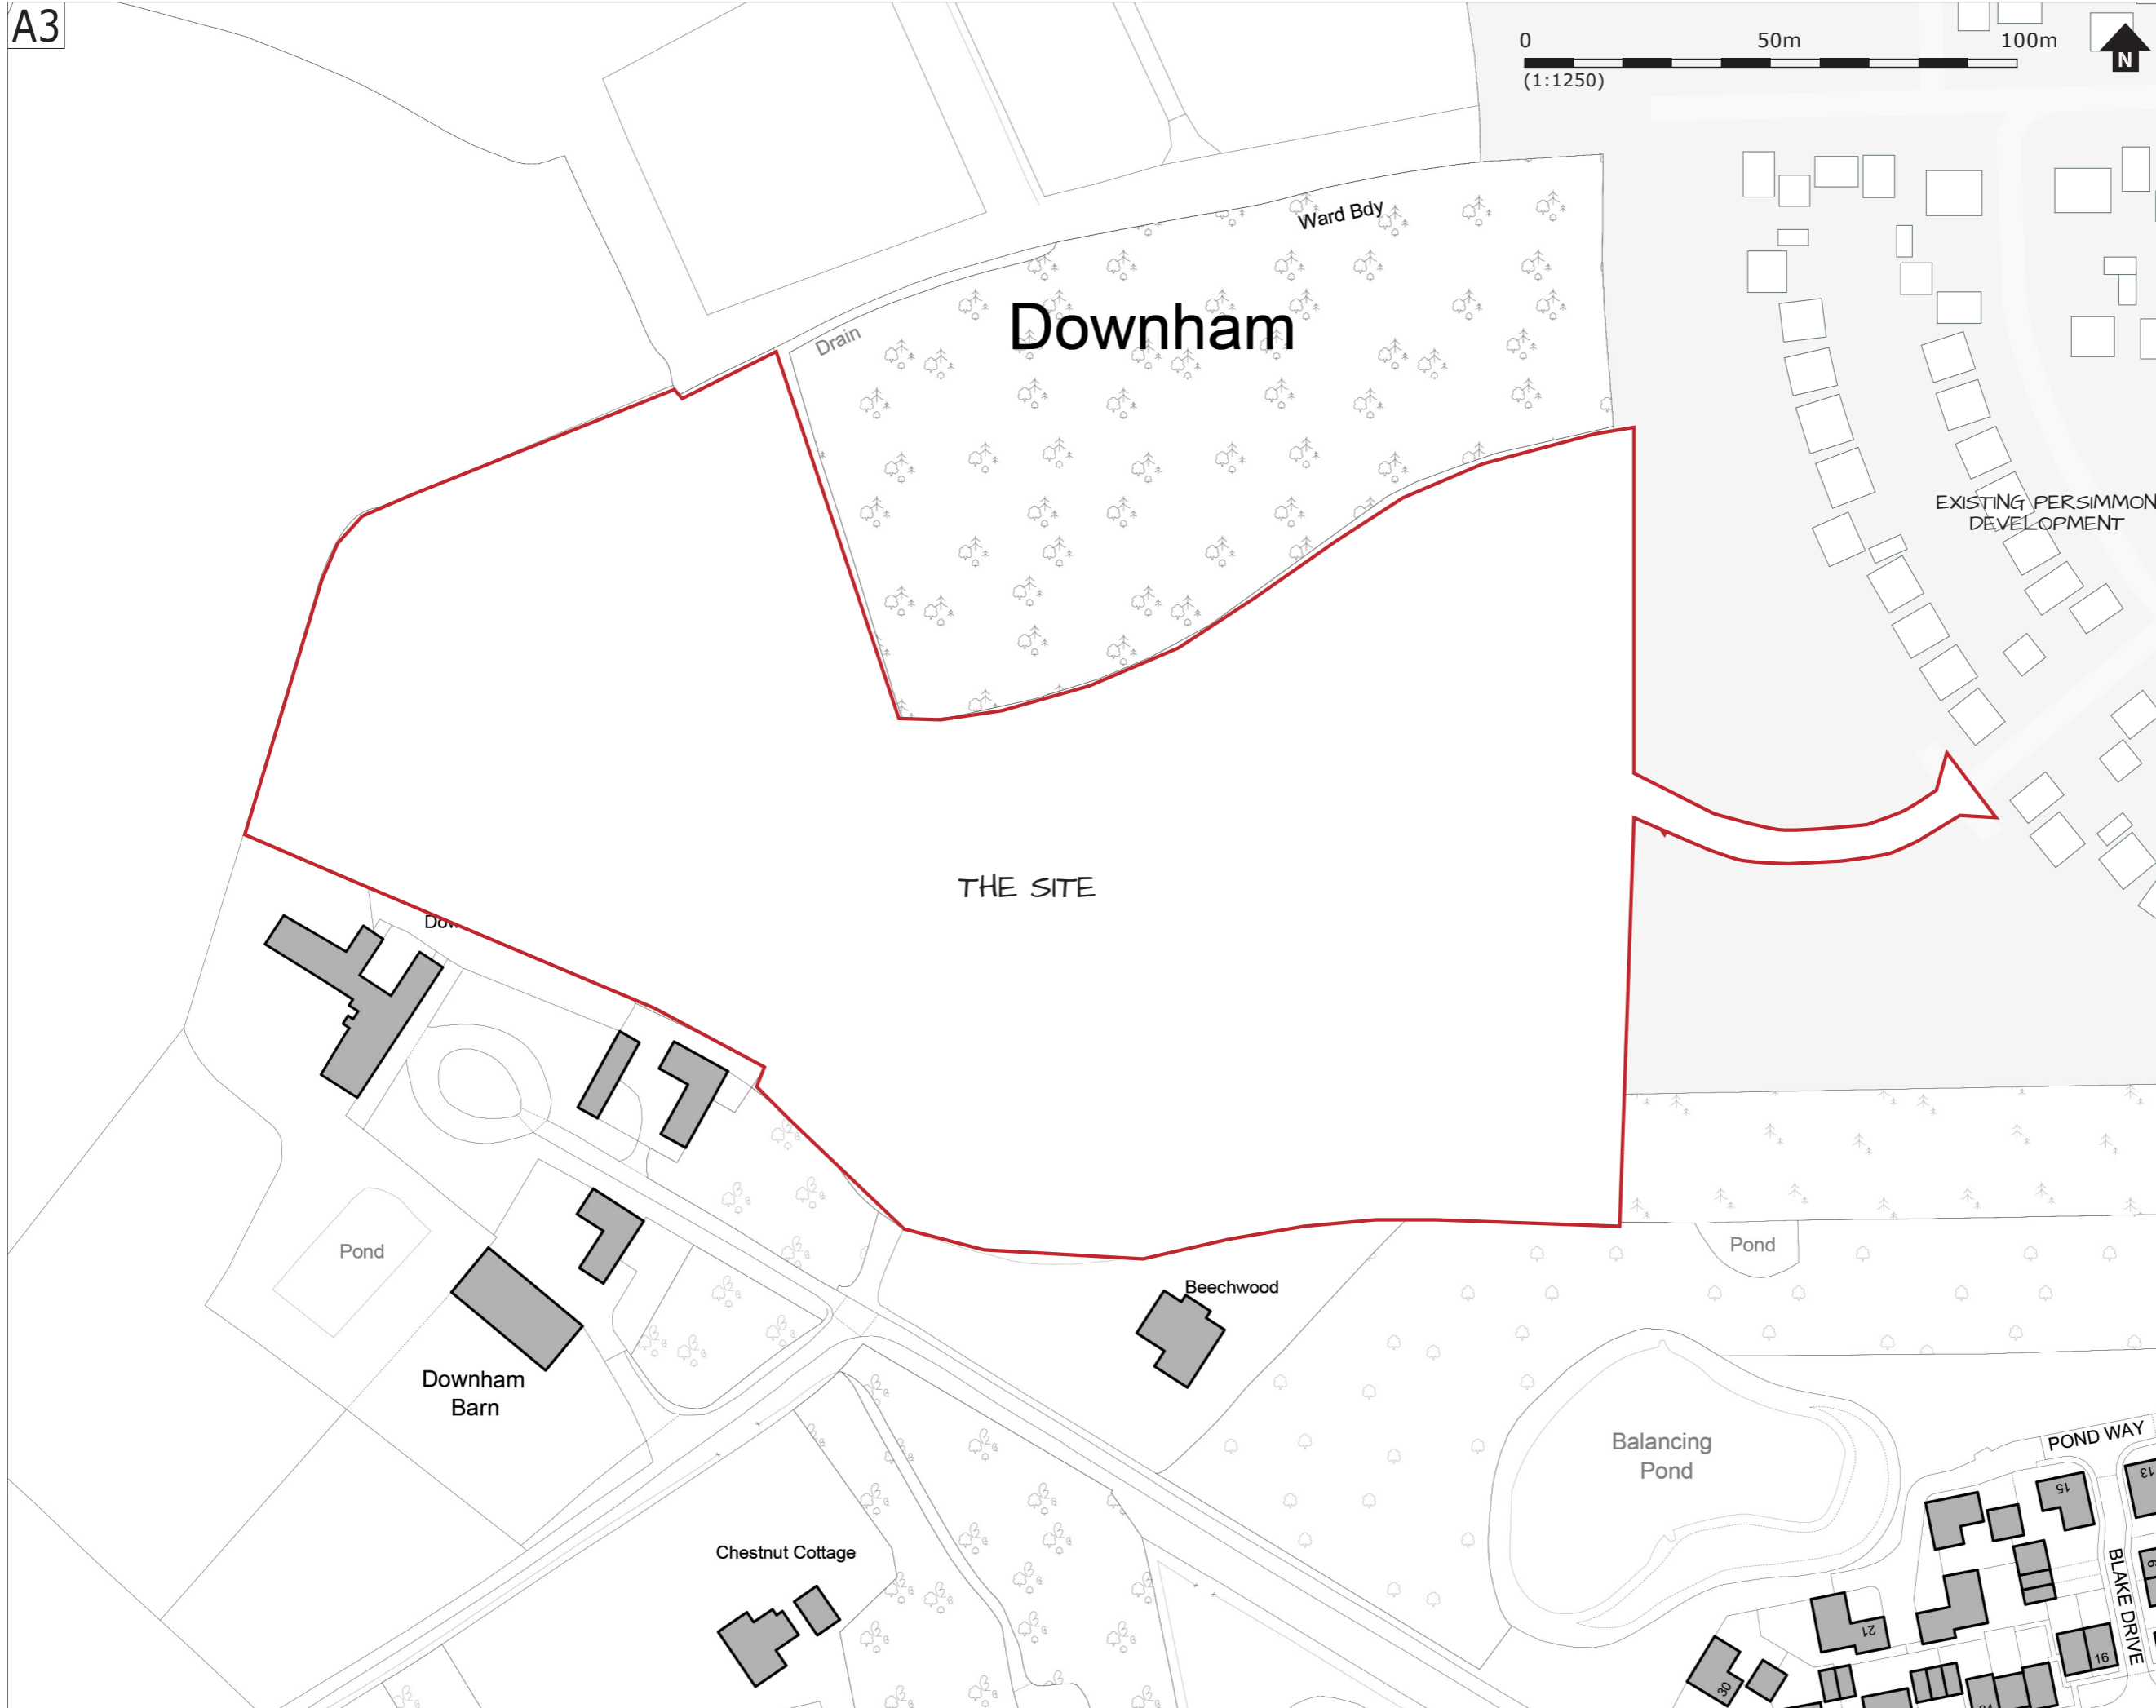 A3
0 50m 100m
(1:1250)
N
Ward Bdy
Downham
Drain
EXISTING PERSIMMON
DEVELOPMENT
THE SITE
Pond
Pond
Beechwood
Downham
Barn
Balancing
Pond
POND WAY
15
13
BLAKE DRIVE
Chestnut Cottage
21
16
30